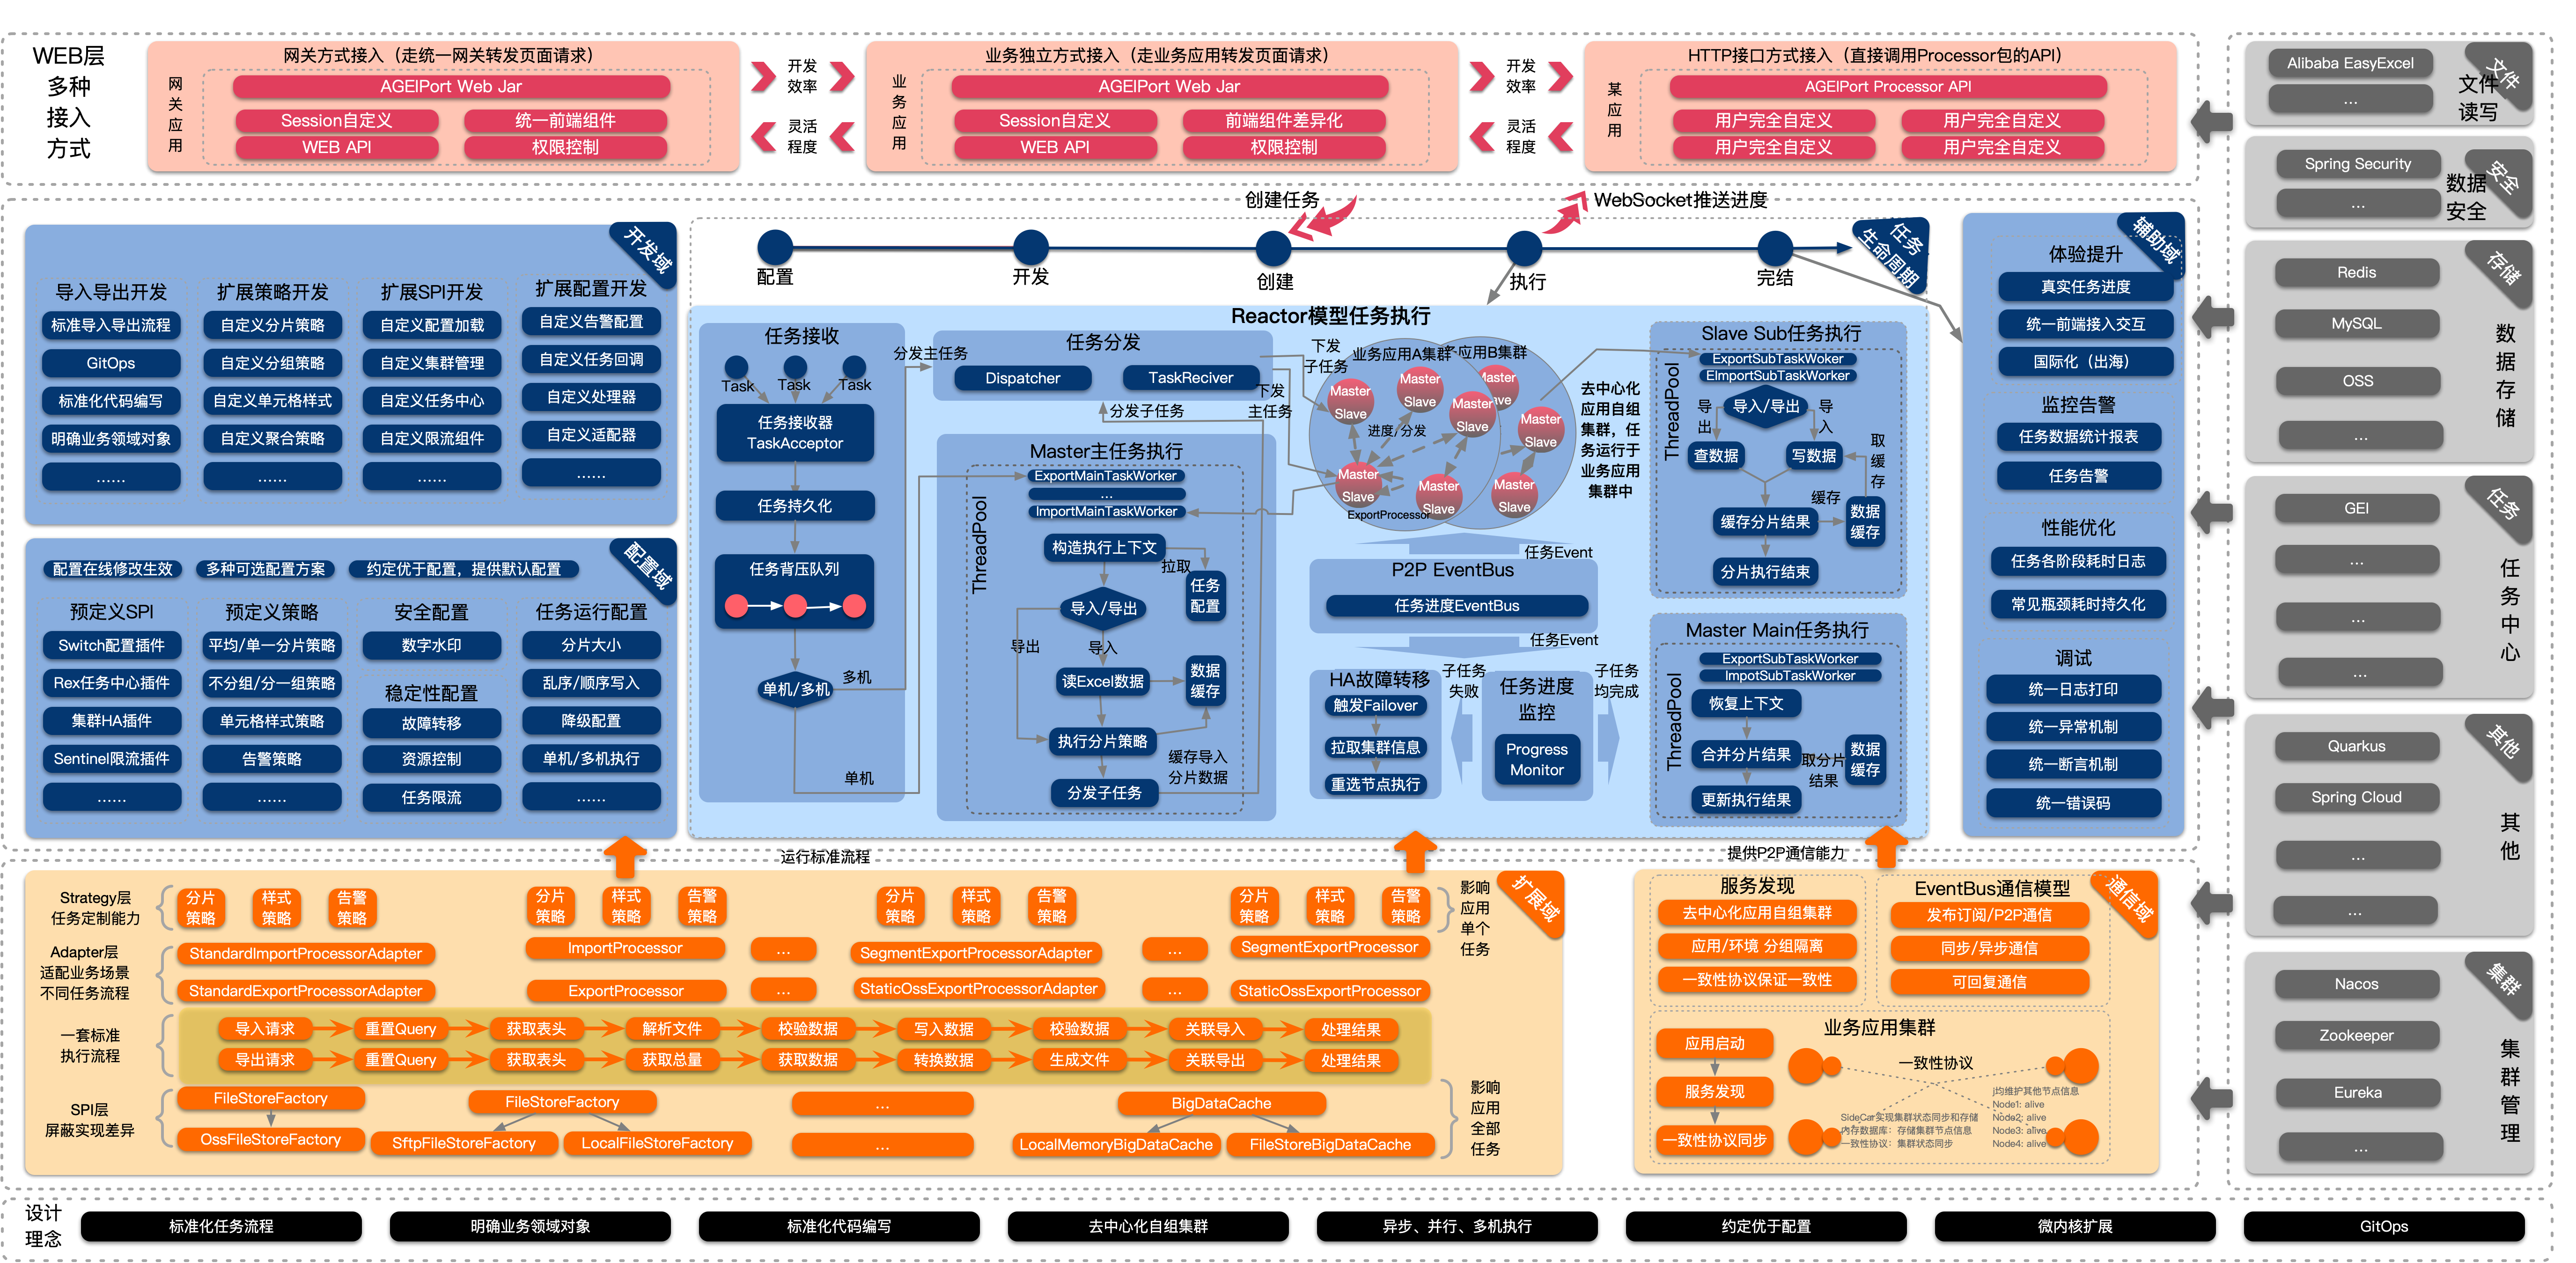 WEB层
多种
接入
方式
网关方式接入（走统一网关转发页面请求）
网
关
应
用
AGEIPort Web Jar
Session自定义
统一前端组件
WEB API
权限控制
开发
效率
灵活
程度
业务独立方式接入（走业务应用转发页面请求）
业
务
应
用
AGEIPort Web Jar
Session自定义
前端组件差异化
WEB API
权限控制
开发
效率
灵活
程度
HTTP接口方式接入（直接调用Processor包的API）
某
应
用
AGEIPort Processor API
用户完全自定义
用户完全自定义
用户完全自定义
用户完全自定义
开发域
导入导出开发
标准导入导出流程
GitOps
标准化代码编写
明确业务领域对象
......
扩展策略开发
自定义分片策略
自定义分组策略
自定义单元格样式
自定义聚合策略
......
扩展SPI开发
自定义配置加载
自定义集群管理
自定义任务中心
自定义限流组件
......
扩展配置开发
自定义告警配置
自定义任务回调
自定义处理器
自定义适配器
......
配置域
配置在线修改生效
多种可选配置方案
约定优于配置，提供默认配置
预定义SPI
Switch配置插件
Rex任务中心插件
集群HA插件
Sentinel限流插件
......
预定义策略
平均/单一分片策略
不分组/分一组策略
单元格样式策略
告警策略
......
安全配置
数字水印
稳定性配置
故障转移
资源控制
任务限流
任务运行配置
分片大小
乱序/顺序写入
降级配置
单机/多机执行
......
创建任务
WebSocket推送进度
任务
生命周期
配置
开发
创建
执行
完结
Reactor模型任务执行
任务接收
Task
Task
Task
任务接收器
TaskAcceptor
任务持久化
任务背压队列
单机/多机
多机
单机
分发主任务
任务分发
Dispatcher
TaskReciver
分发子任务
下发
子任务
下发
主任务
Master主任务执行
ThreadPool
ExportMainTaskWorker
...
ImportMainTaskWorker
构造执行上下文
拉取
任务
配置
导入/导出
导出
导入
读Excel数据
数据
缓存
执行分片策略
缓存导入
分片数据
分发子任务
业务应用A集群
应用B集群
Master
Slave
Master
Slave
Master
Slave
Master
Slave
Master
Slave
Master
Slave
Master
Slave
Master
Slave
进度/分发
ExportProcessor
去中心化
应用自组
集群，任
务运行于
业务应用
集群中
任务Event
P2P EventBus
任务进度EventBus
任务Event
HA故障转移
触发Failover
拉取集群信息
重选节点执行
子任务
失败
任务进度
监控
Progress
Monitor
子任务
均完成
Slave Sub任务执行
ThreadPool
ExportSubTaskWoker
EImportSubTaskWorker
导入/导出
导
出
导
入
查数据
写数据
取
缓
存
缓存
缓存分片结果
数据
缓存
分片执行结束
Master Main任务执行
ThreadPool
ExportSubTaskWorker
ImpotSubTaskWorker
恢复上下文
合并分片结果
取分片
结果
数据
缓存
更新执行结果
辅助域
体验提升
真实任务进度
统一前端接入交互
国际化（出海）
监控告警
任务数据统计报表
任务告警
性能优化
任务各阶段耗时日志
常见瓶颈耗时持久化
调试
统一日志打印
统一异常机制
统一断言机制
统一错误码
运行标准流程
提供P2P通信能力
扩展域
Strategy层
任务定制能力
分片
策略
样式
策略
告警
策略
分片
策略
样式
策略
告警
策略
分片
策略
样式
策略
告警
策略
分片
策略
样式
策略
告警
策略
影响
应用
单个
任务
Adapter层
适配业务场景
不同任务流程
StandardImportProcessorAdapter
ImportProcessor
...
SegmentExportProcessorAdapter
...
SegmentExportProcessor
StandardExportProcessorAdapter
ExportProcessor
...
StaticOssExportProcessorAdapter
...
StaticOssExportProcessor
一套标准
执行流程
导入请求
重置Query
获取表头
解析文件
校验数据
写入数据
校验数据
关联导入
处理结果
导出请求
重置Query
获取表头
获取总量
获取数据
转换数据
生成文件
关联导出
处理结果
SPI层
屏蔽实现差异
FileStoreFactory
OssFileStoreFactory
FileStoreFactory
SftpFileStoreFactory
LocalFileStoreFactory
...
...
BigDataCache
LocalMemoryBigDataCache
FileStoreBigDataCache
影响
应用
全部
任务
通信域
服务发现
去中心化应用自组集群
应用/环境 分组隔离
一致性协议保证一致性
EventBus通信模型
发布订阅/P2P通信
同步/异步通信
可回复通信
业务应用集群
应用启动
服务发现
一致性协议同步
一致性协议
SideCar实现集群状态同步和存储
内存数据库：存储集群节点信息
一致性协议：集群状态同步
均维护其他节点信息
Node1: alive
Node2: alive
Node3: alive
Node4: alive
文件
Alibaba EasyExcel
...
文件
读写
安全
Spring Security
...
数据
安全
存储
Redis
MySQL
OSS
...
数
据
存
储
任务
GEI
...
...
...
任
务
中
心
其他
Quarkus
Spring Cloud
...
...
其
他
集群
Nacos
Zookeeper
Eureka
...
集
群
管
理
设计
理念
标准化任务流程
明确业务领域对象
标准化代码编写
去中心化自组集群
异步、并行、多机执行
约定优于配置
微内核扩展
GitOps